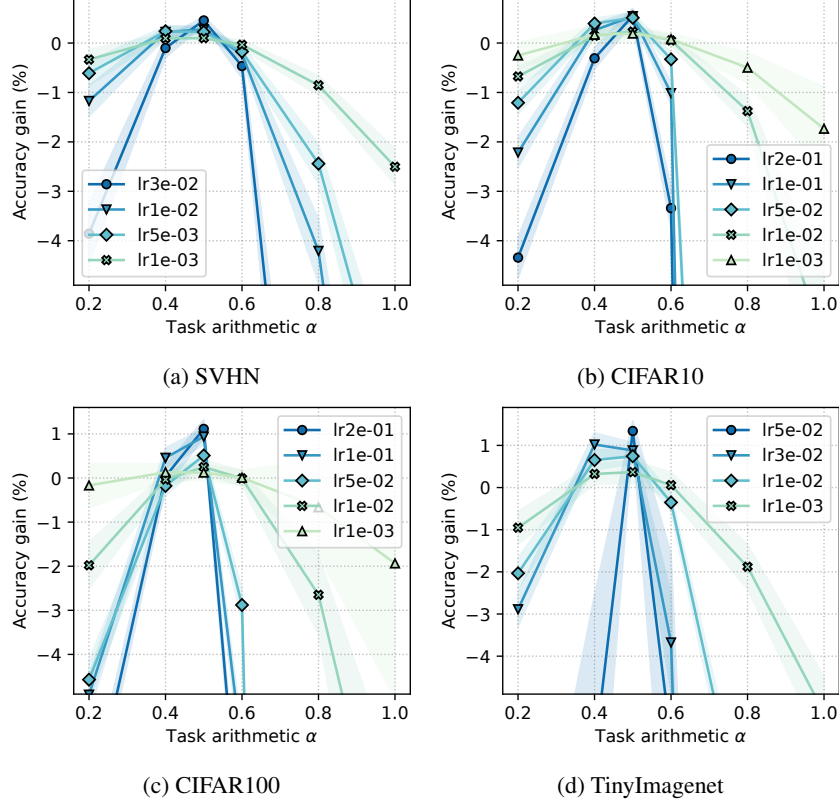 Accuracy gain (%)
0
−1
−2
−3
−4
lr3e-02
lr1e-02
lr5e-03
lr1e-03
0.2 0.4 0.6 0.8 1.0
Task arithmetic α
(a) SVHN
Accuracy gain (%)
0
−1
−2
−3
−4
lr2e-01
lr1e-01
lr5e-02
lr1e-02
lr1e-03
0.2 0.4 0.6 0.8 1.0
Task arithmetic α
(b) CIFAR10
Accuracy gain (%)
1
0
−1
−2
−3
−4
lr2e-01
lr1e-01
lr5e-02
lr1e-02
lr1e-03
0.2 0.4 0.6 0.8 1.0
Task arithmetic α
(c) CIFAR100
Accuracy gain (%)
1
0
−1
−2
−3
−4
lr5e-02
lr3e-02
lr1e-02
lr1e-03
0.2 0.4 0.6 0.8 1.0
Task arithmetic α
(d) TinyImagenet